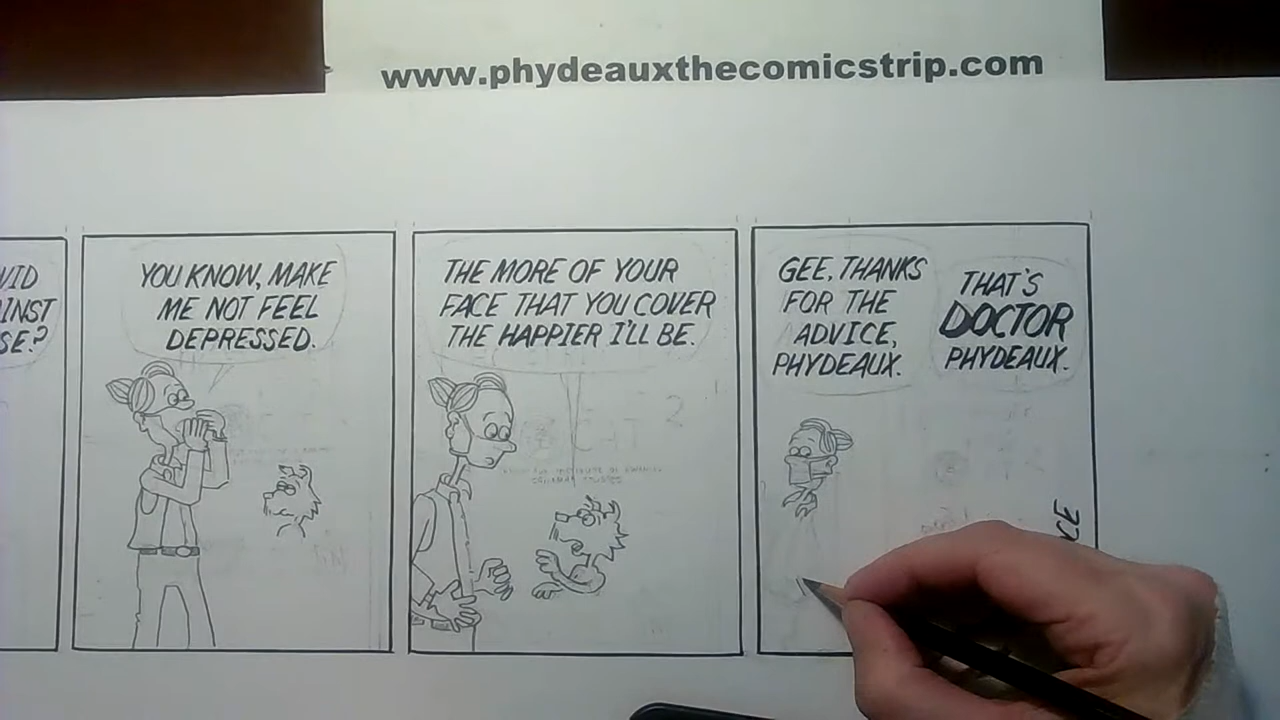 www.phydeauxthecomicstrip.com
YOU KNOW, MAKE
ME NOT FEEL
DEPRESSED.
THE MORE OF YOUR
FACE THAT YOU COVER
THE HAPPIER I'LL BE.
GEE, THANKS
FOR THE
ADVICE,
PHYDEAUX.
THAT'S
DOCTOR
PHYDEAUX.